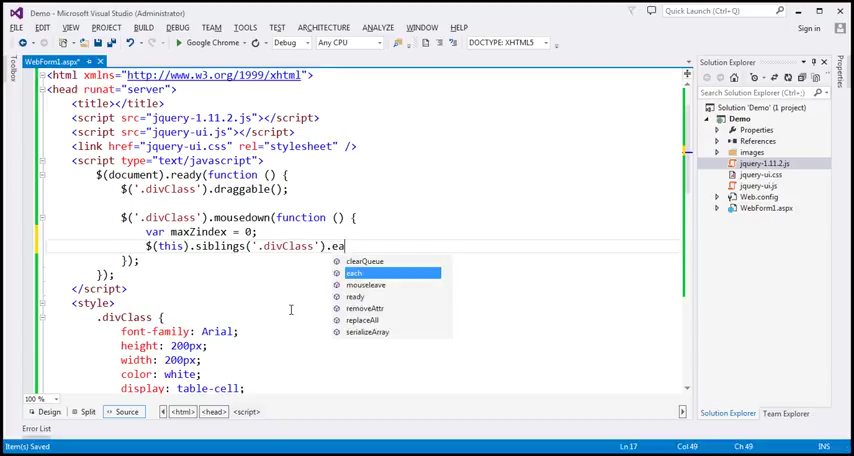 Demo - Microsoft Visual Studio (Administrator)
Quick Launch (Ctrl+Q)
FILE EDIT VIEW PROJECT BUILD DEBUG TEAM TOOLS TEST ARCHITECTURE ANALYZE WINDOW HELP
Sign in
Google Chrome Debug Any CPU DOCTYPE: XHTML5
Toolbox
WebForm1.aspx*
<html xmlns="http://www.w3.org/1999/xhtml">
<head runat="server">
<title></title>
<script src="jquery-1.11.2.js"></script>
<script src="jquery-ui.js"></script>
<link href="jquery-ui.css" rel="stylesheet" />
<script type="text/javascript">
$(document).ready(function () {
$('.divClass').draggable();
$('.divClass').mousedown(function () {
var maxZindex = 0;
$(this).siblings('.divClass').ea
});
});
</script>
<style>
.divClass {
font-family: Arial;
height: 200px;
width: 200px;
color: white;
display: table-cell;
clearQueue
each
mouseleave
ready
removeAttr
replaceAll
serializeArray
100 %
Design Split Source <html> <head> <script>
Error List
Solution Explorer
Search Solution Explorer (Ctrl+;)
Solution 'Demo' (1 project)
Demo
Properties
References
images
jquery-1.11.2.js
jquery-ui.css
jquery-ui.js
Web.config
WebForm1.aspx
Solution Explorer Team Explorer
Properties
Item(s) Saved Ln 17 Col 49 Ch 49 INS